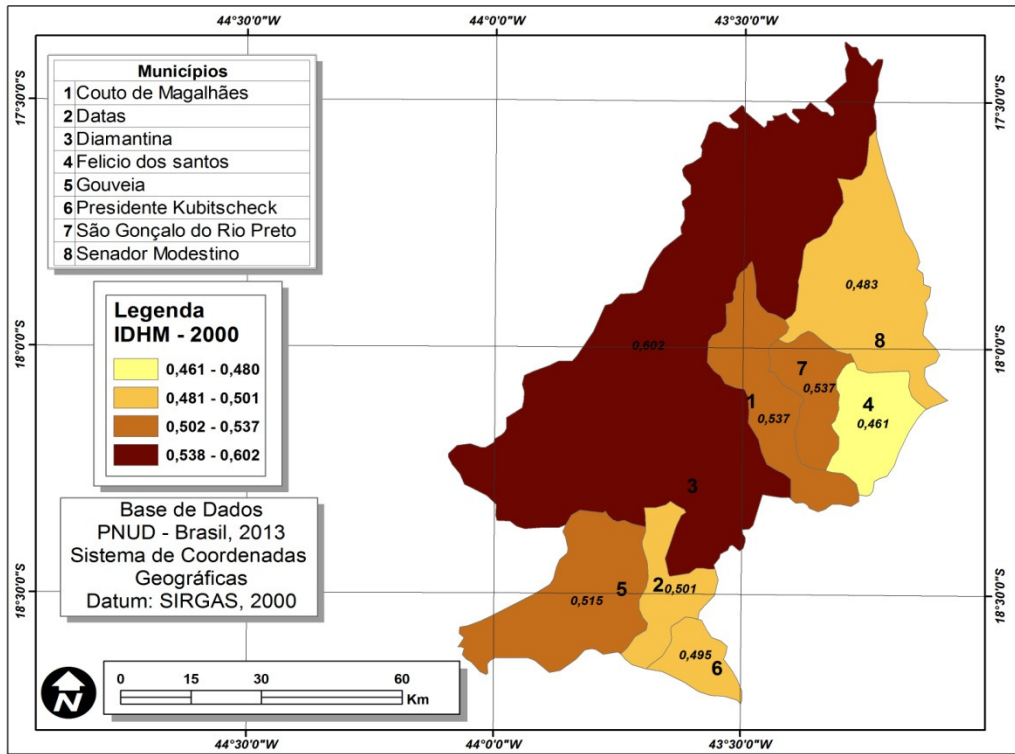 44°30'0"W 44°0'0"W 43°30'0"W
Municípios
1 Couto de Magalhães
2 Datas
3 Diamantina
4 Felicio dos santos
5 Gouveia
6 Presidente Kubitscheck
7 São Gonçalo do Rio Preto
8 Senador Modestino
17°30'0"S
17°30'0"S
Legenda
IDHM - 2000
0,461 - 0,480
0,481 - 0,501
0,502 - 0,537
0,538 - 0,602
18°0'0"S
18°0'0"S
0,483
8
0,602
7
0,537
1
0,537
4
0,461
3
5
0,515
2
0,501
0,495
6
Base de Dados
PNUD - Brasil, 2013
Sistema de Coordenadas
Geográficas
Datum: SIRGAS, 2000
18°30'0"S
18°30'0"S
N
0 15 30 60
Km
44°30'0"W 44°0'0"W 43°30'0"W